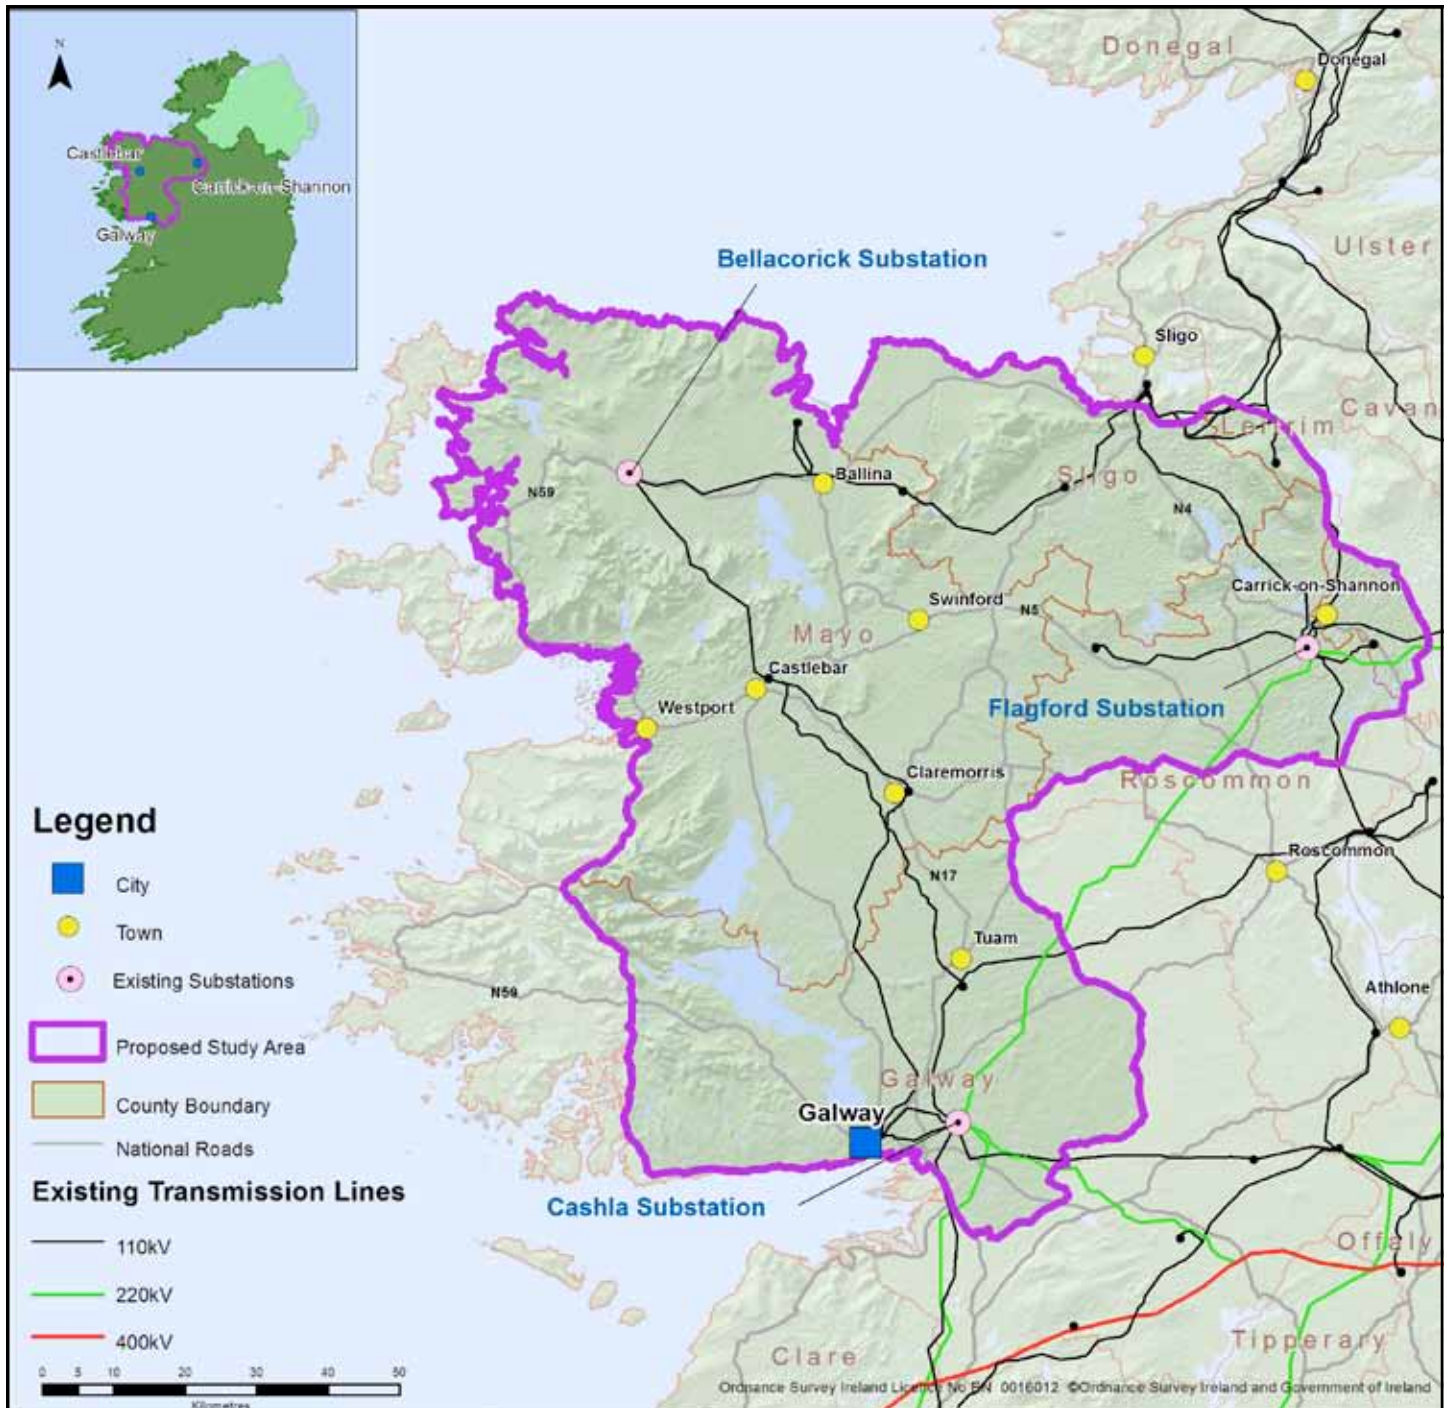 N
Castlebar
Carrick-on-Shannon
Galway
Donegal
Donegal
Ulster
Bellacorick Substation
Sligo
Cavan
Leitrim
Sligo
Ballina
N59
N4
Carrick-on-Shannon
Swinford
N5
Mayo
Castlebar
Westport
Flagford Substation
Claremorris
Roscommon
Roscommon
N17
Tuam
Athlone
N59
Galway
Galway
Cashla Substation
Offaly
Tipperary
Clare
Legend
City
Town
Existing Substations
Proposed Study Area
County Boundary
National Roads
Existing Transmission Lines
110kV
220kV
400kV
0 5 10 20 30 40 50
Kilometres
Ordnance Survey Ireland Licence No EN 0016012 ©Ordnance Survey Ireland and Government of Ireland